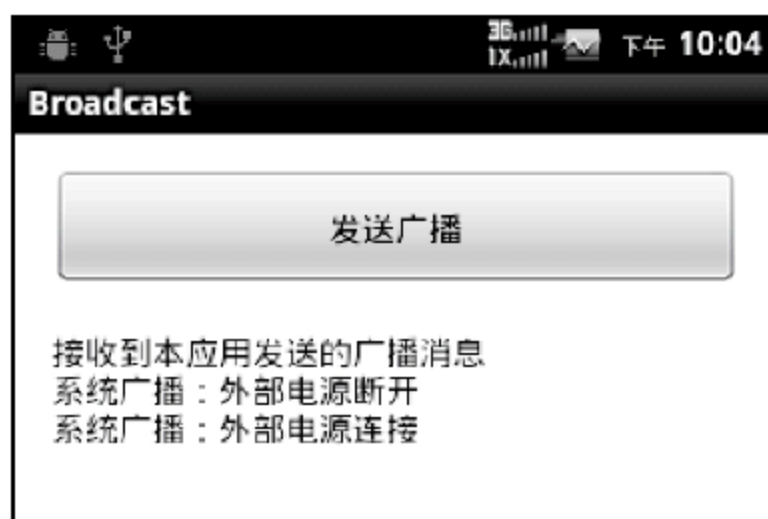 3G
1X
下午 10:04
Broadcast
发送广播
接收到本应用发送的广播消息
系统广播：外部电源断开
系统广播：外部电源连接